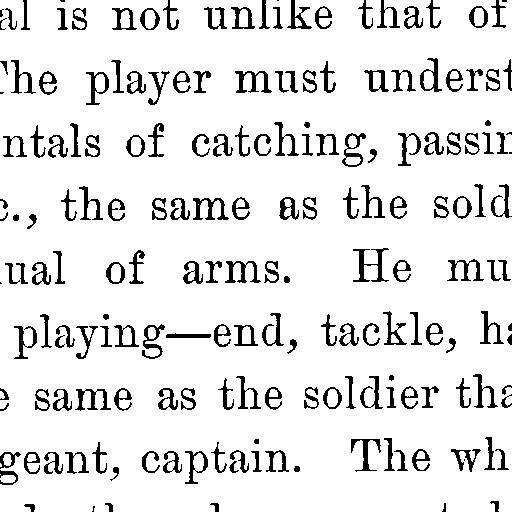 al is not unlike that of
The player must underst
ntals of catching, passin
c., the same as the sold
ual of arms. He mu
playing—end, tackle, ha
e same as the soldier tha
geant, captain. The wh